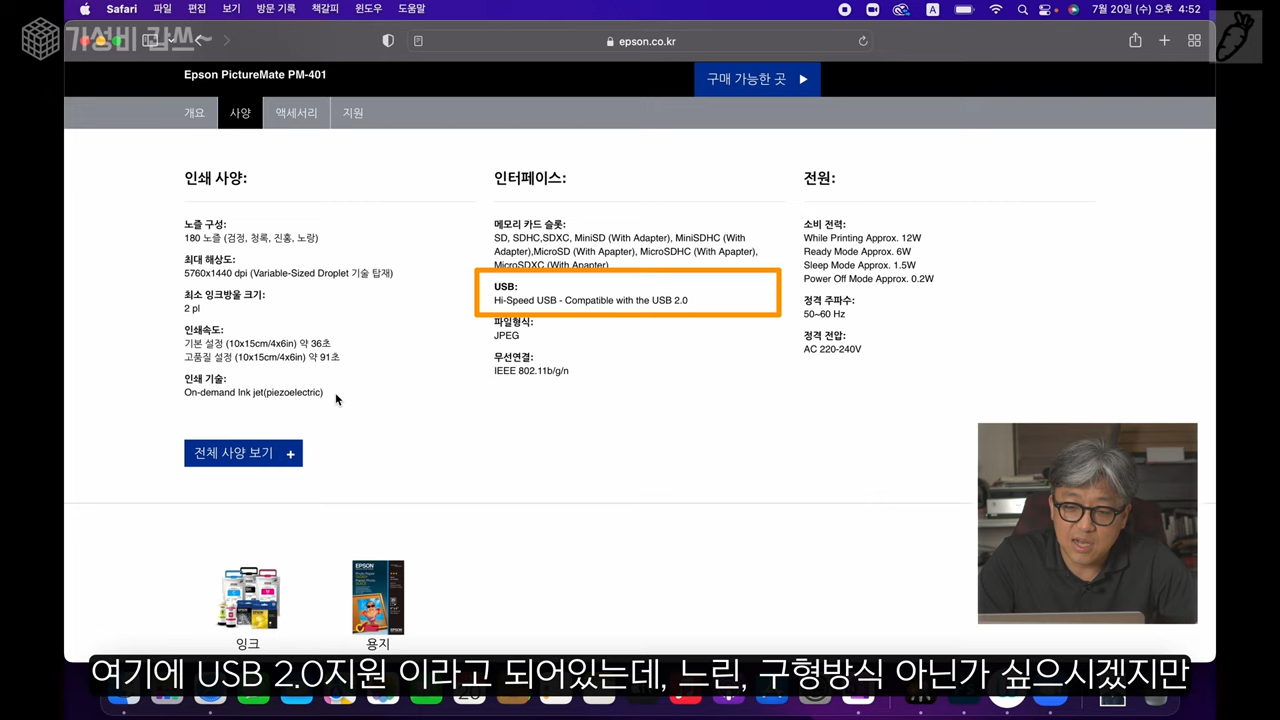 Safari 파일 편집 보기 방문 기록 책갈피 윈도우 도움말
A
7월 20일 (수) 오후 4:52
가성비 갑쓰~
epson.co.kr
Epson PictureMate PM-401
구매 가능한 곳 ▶
개요 사양 액세서리 지원
인쇄 사양:
노즐 구성:
180 노즐 (검정, 청록, 진홍, 노랑)
최대 해상도:
5760x1440 dpi (Variable-Sized Droplet 기술 탑재)
최소 잉크방울 크기:
2 pl
인쇄속도:
기본 설정 (10x15cm/4x6in) 약 36초
고품질 설정 (10x15cm/4x6in) 약 91초
인쇄 기술:
On-demand Ink jet(piezoelectric)
전체 사양 보기 +
인터페이스:
메모리 카드 슬롯:
SD, SDHC,SDXC, MiniSD (With Adapter), MiniSDHC (With
Adapter),MicroSD (With Apapter), MicroSDHC (With Apapter),
MicroSDXC (With Apapter)
USB:
Hi-Speed USB - Compatible with the USB 2.0
파일형식:
JPEG
무선연결:
IEEE 802.11b/g/n
전원:
소비 전력:
While Printing Approx. 12W
Ready Mode Approx. 6W
Sleep Mode Approx. 1.5W
Power Off Mode Approx. 0.2W
정격 주파수:
50~60 Hz
정격 전압:
AC 220-240V
EPSON
잉크
용지
여기에 USB 2.0지원 이라고 되어있는데, 느린, 구형방식 아닌가 싶으시겠지만